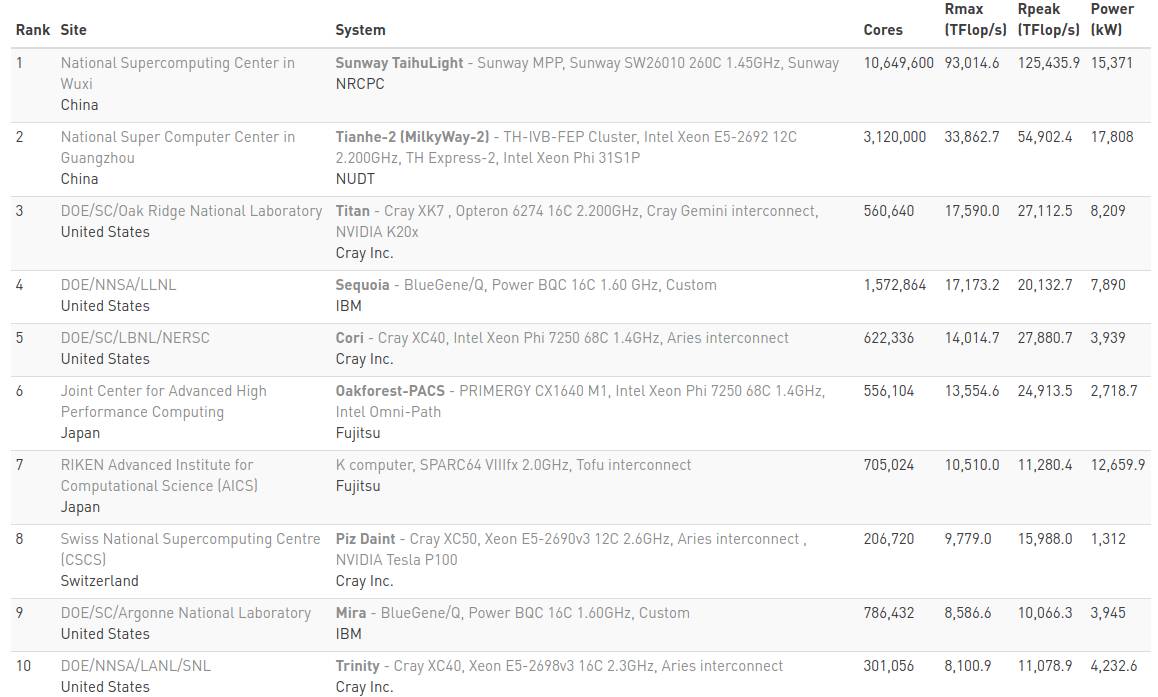 Rank Site System Cores Rmax (TFlop/s) Rpeak (TFlop/s) Power (kW)
1 National Supercomputing Center in Sunway TaihuLight - Sunway MPP, Sunway SW26010 260C 1.45GHz, Sunway 10,649,600 93,014.6 125,435.9 15,371
Wuxi NRCPC
China
2 National Super Computer Center in Tianhe-2 (MilkyWay-2) - TH-IVB-FEP Cluster, Intel Xeon E5-2692 12C 3,120,000 33,862.7 54,902.4 17,808
Guangzhou 2.200GHz, TH Express-2, Intel Xeon Phi 31S1P
China NUDT
3 DOE/SC/Oak Ridge National Laboratory Titan - Cray XK7 , Opteron 6274 16C 2.200GHz, Cray Gemini interconnect, 560,640 17,590.0 27,112.5 8,209
United States NVIDIA K20x
Cray Inc.
4 DOE/NNSA/LLNL Sequoia - BlueGene/Q, Power BQC 16C 1.60 GHz, Custom 1,572,864 17,173.2 20,132.7 7,890
United States IBM
5 DOE/SC/LBNL/NERSC Cori - Cray XC40, Intel Xeon Phi 7250 68C 1.4GHz, Aries interconnect 622,336 14,014.7 27,880.7 3,939
United States Cray Inc.
6 Joint Center for Advanced High Oakforest-PACS - PRIMERGY CX1640 M1, Intel Xeon Phi 7250 68C 1.4GHz, 556,104 13,554.6 24,913.5 2,718.7
Performance Computing Intel Omni-Path
Japan Fujitsu
7 RIKEN Advanced Institute for K computer, SPARC64 VIIIfx 2.0GHz, Tofu interconnect 705,024 10,510.0 11,280.4 12,659.9
Computational Science (AICS) Fujitsu
Japan
8 Swiss National Supercomputing Centre Piz Daint - Cray XC50, Xeon E5-2690v3 12C 2.6GHz, Aries interconnect , 206,720 9,779.0 15,988.0 1,312
(CSCS) NVIDIA Tesla P100
Switzerland Cray Inc.
9 DOE/SC/Argonne National Laboratory Mira - BlueGene/Q, Power BQC 16C 1.60GHz, Custom 786,432 8,586.6 10,066.3 3,945
United States IBM
10 DOE/NNSA/LANL/SNL Trinity - Cray XC40, Xeon E5-2698v3 16C 2.3GHz, Aries interconnect 301,056 8,100.9 11,078.9 4,232.6
United States Cray Inc.